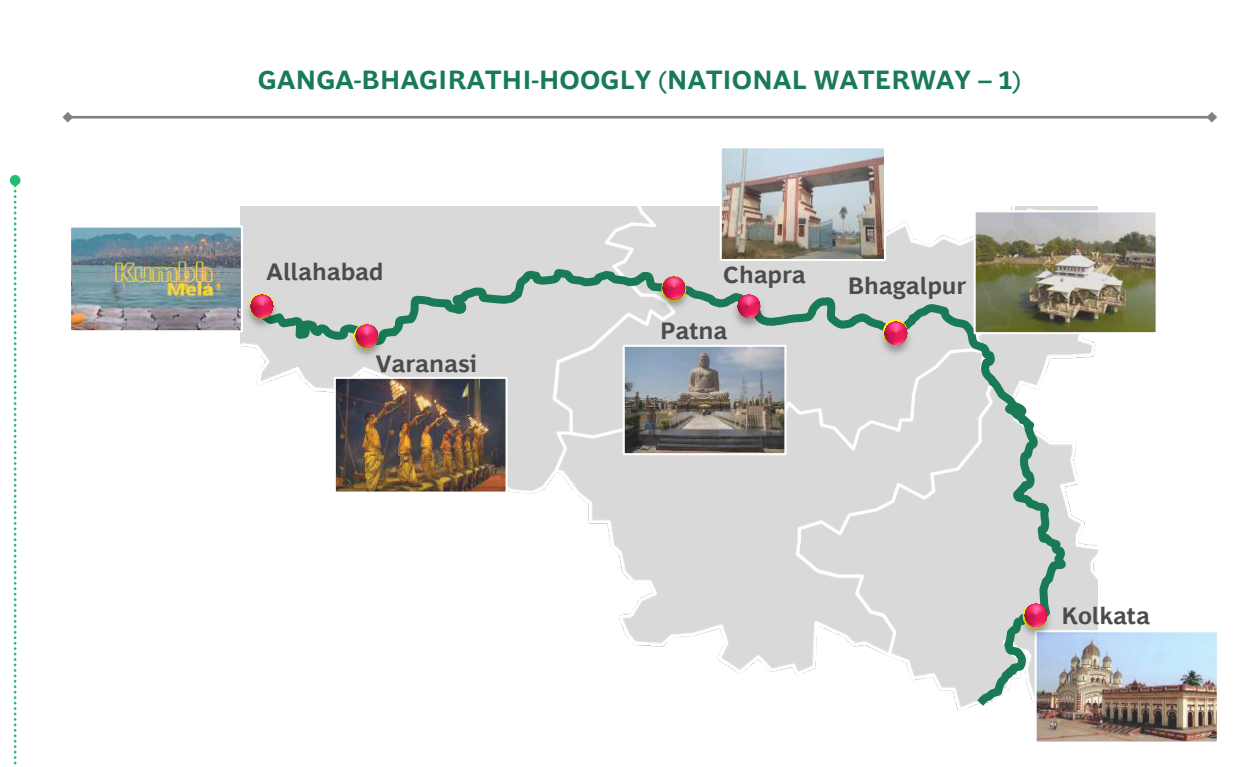 GANGA-BHAGIRATHI-HOOGLY (NATIONAL WATERWAY – 1)
Kumbh
Mela
Allahabad
Varanasi
Patna
Chapra
Bhagalpur
Kolkata